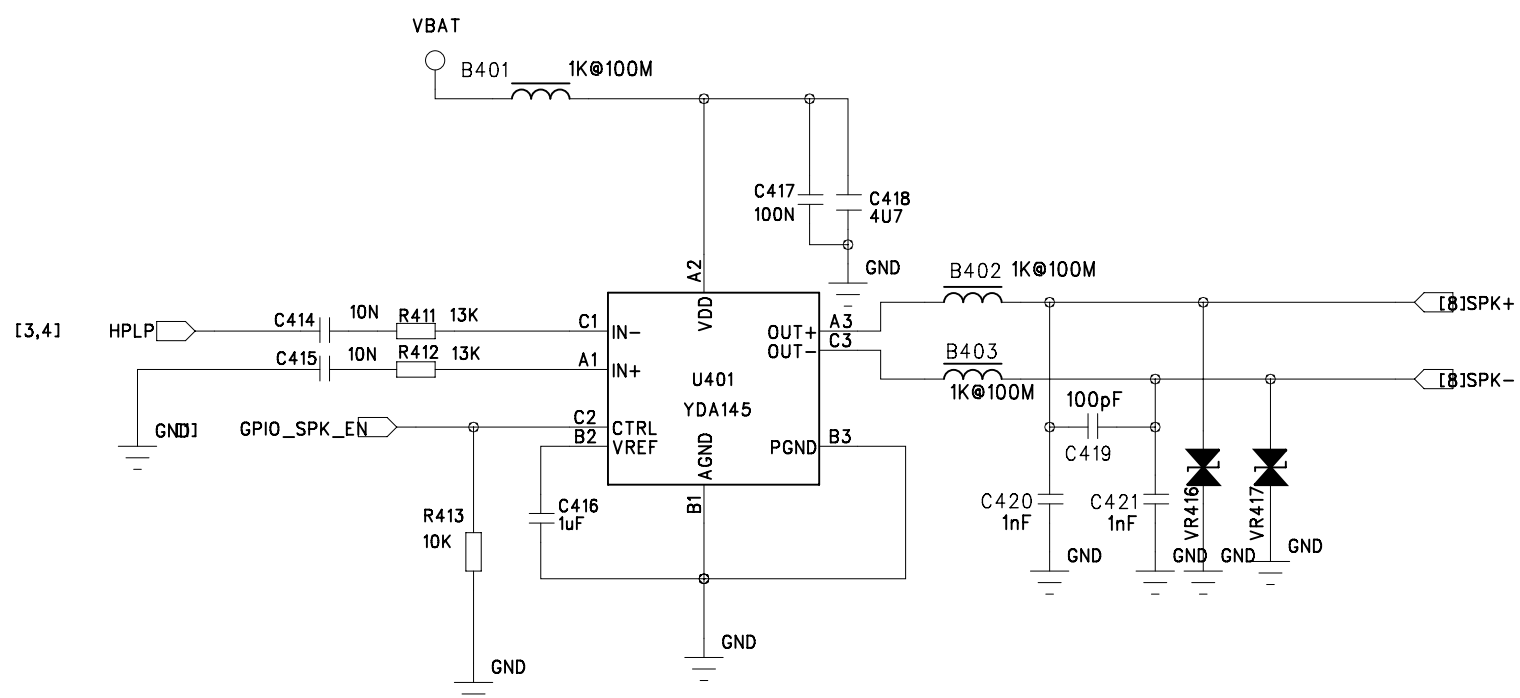 VBAT
B401 1K@100M
C417
100N
C418
4U7
GND
A2
VDD
B402 1K@100M
[8]SPK+
[3,4] HPLP
C414 10N R411 13K
C1 IN-
OUT+ A3
OUT- C3
C415 10N R412 13K
A1 IN+
B403
1K@100M
[8]SPK-
U401
YDA145
GND
GPIO_SPK_EN
C2 CTRL
B2 VREF
AGND
B1
PGND B3
100pF
C419
C416
1uF
R413
10K
C420
1nF
C421
1nF
VR416
VR417
GND
GND
GND
GND
GND
GND